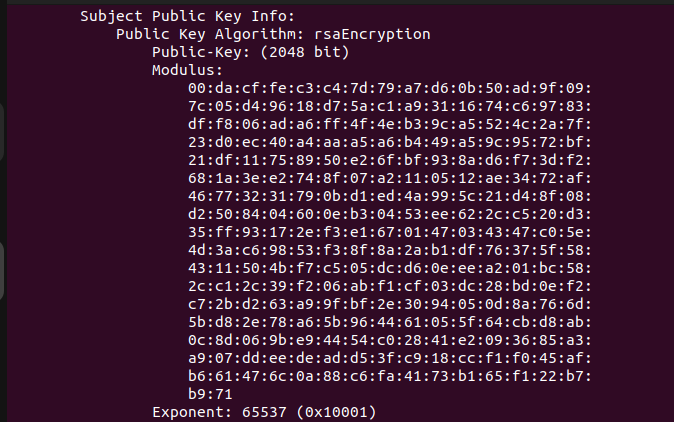 Subject Public Key Info:
Public Key Algorithm: rsaEncryption
Public-Key: (2048 bit)
Modulus:
00:da:cf:fe:c3:c4:7d:79:a7:d6:0b:50:ad:9f:09:
7c:05:d4:96:18:d7:5a:c1:a9:31:16:74:c6:97:83:
df:f8:06:ad:a6:ff:4f:4e:b3:9c:a5:52:4c:2a:7f:
23:d0:ec:40:a4:aa:a5:a6:b4:49:a5:9c:95:72:bf:
21:df:11:75:89:50:e2:6f:bf:93:8a:d6:f7:3d:f2:
68:1a:3e:e2:74:8f:07:a2:11:05:12:ae:34:72:af:
46:77:32:31:79:0b:d1:ed:4a:99:5c:21:d4:8f:08:
d2:50:84:04:60:0e:b3:04:53:ee:62:2c:c5:20:d3:
35:ff:93:17:2e:f3:e1:67:01:47:03:43:47:c0:5e:
4d:3a:c6:98:53:f3:8f:8a:2a:b1:df:76:37:5f:58:
43:11:50:4b:f7:c5:05:dc:d6:0e:ee:a2:01:bc:58:
2c:c1:2c:39:f2:06:ab:f1:cf:03:dc:28:bd:0e:f2:
c7:2b:d2:63:a9:9f:bf:2e:30:94:05:0d:8a:76:6d:
5b:d8:2e:78:a6:5b:96:44:61:05:5f:64:cb:d8:ab:
0c:8d:06:9b:e9:44:54:c0:28:41:e2:09:36:85:a3:
a9:07:dd:ee:de:ad:d5:3f:c9:18:cc:f1:f0:45:af:
b6:61:47:6c:0a:88:c6:fa:41:73:b1:65:f1:22:b7:
b9:71
Exponent: 65537 (0x10001)